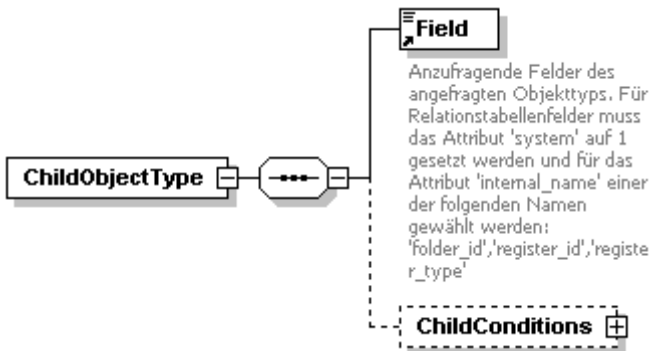 Field
Anzufragende Felder des
angefragten Objekttyps. Für
Relationstabellenfelder muss
das Attribut 'system' auf 1
gesetzt werden und für das
Attribut 'internal_name' einer
der folgenden Namen
gewählt werden:
'folder_id','register_id','registe
r_type'
ChildObjectType
ChildConditions